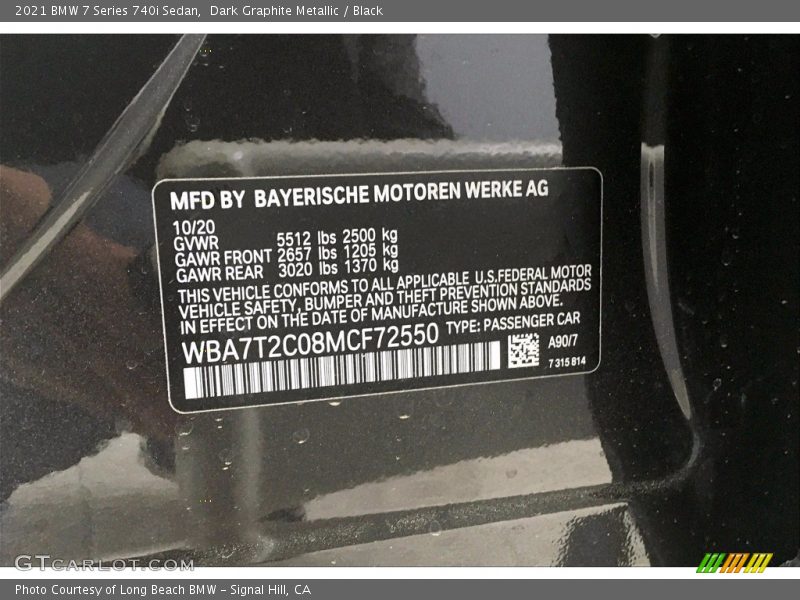 2021 BMW 7 Series 740i Sedan,  Dark Graphite Metallic / Black
MFD BY BAYERISCHE MOTOREN WERKE AG
10/20
GVWR 5512 lbs 2500 kg
GAWR FRONT 2657 lbs 1205 kg
GAWR REAR 3020 lbs 1370 kg
THIS VEHICLE CONFORMS TO ALL APPLICABLE U.S.FEDERAL MOTOR
VEHICLE SAFETY, BUMPER AND THEFT PREVENTION STANDARDS
IN EFFECT ON THE DATE OF MANUFACTURE SHOWN ABOVE.
WBA7T2C08MCF72550 TYPE: PASSENGER CAR
A90/7
7 315 814
GTCARLOT.COM
Photo Courtesy of Long Beach BMW - Signal Hill, CA